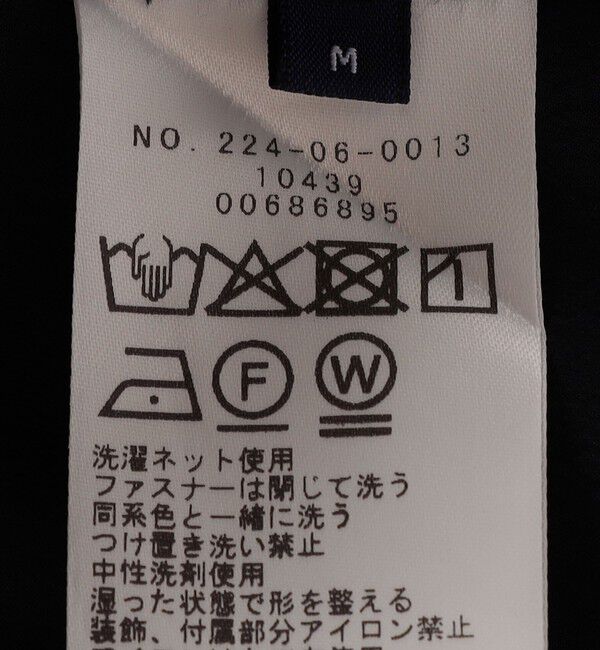 M
NO. 224-06-0013
10439
00686895
F W
洗濯ネット使用
ファスナーは閉じて洗う
同系色と一緒に洗う
つけ置き洗い禁止
中性洗剤使用
湿った状態で形を整える
装飾、付属部分アイロン禁止